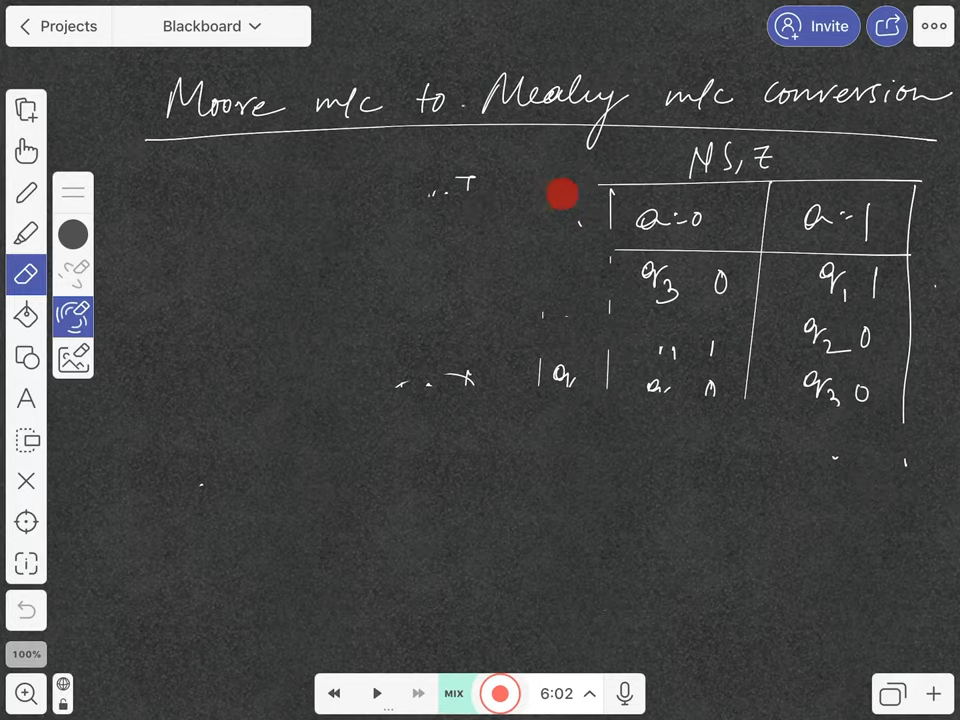 Projects Blackboard Invite
Moore m/c to Mealy m/c conversion
NS, Z
a=0 a=1
q3 0 q1 1
q2 0
1
q q3 0
A
100%
MIX 6:02